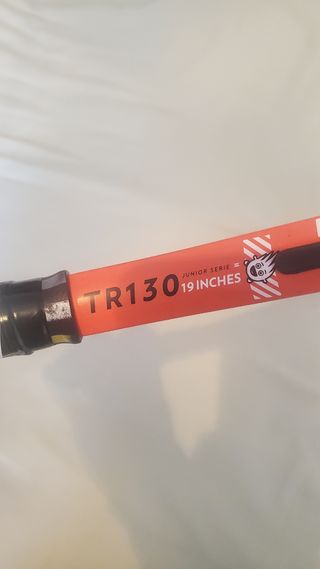 TR130
JUNIOR SERIE
19 INCHES